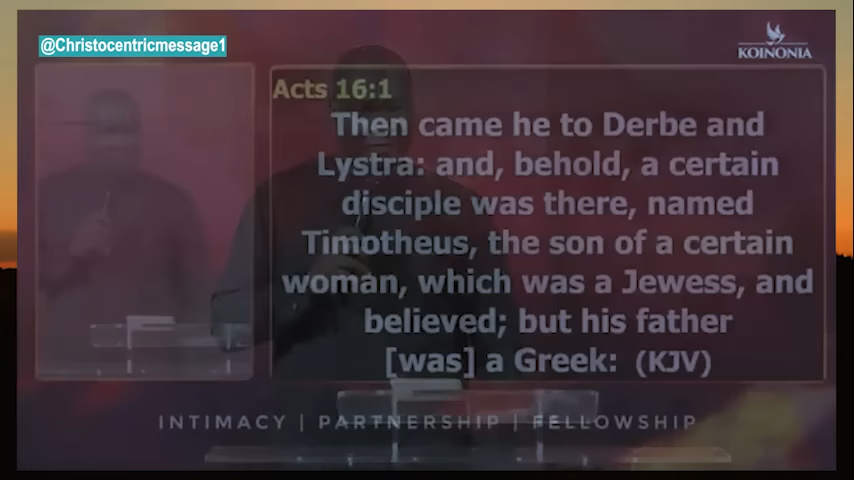 @Christocentricmessage1
KOINONIA
Acts 16:1
Then came he to Derbe and
Lystra: and, behold, a certain
disciple was there, named
Timotheus, the son of a certain
woman, which was a Jewess, and
believed; but his father
[was] a Greek: (KJV)
INTIMACY | PARTNERSHIP | FELLOWSHIP